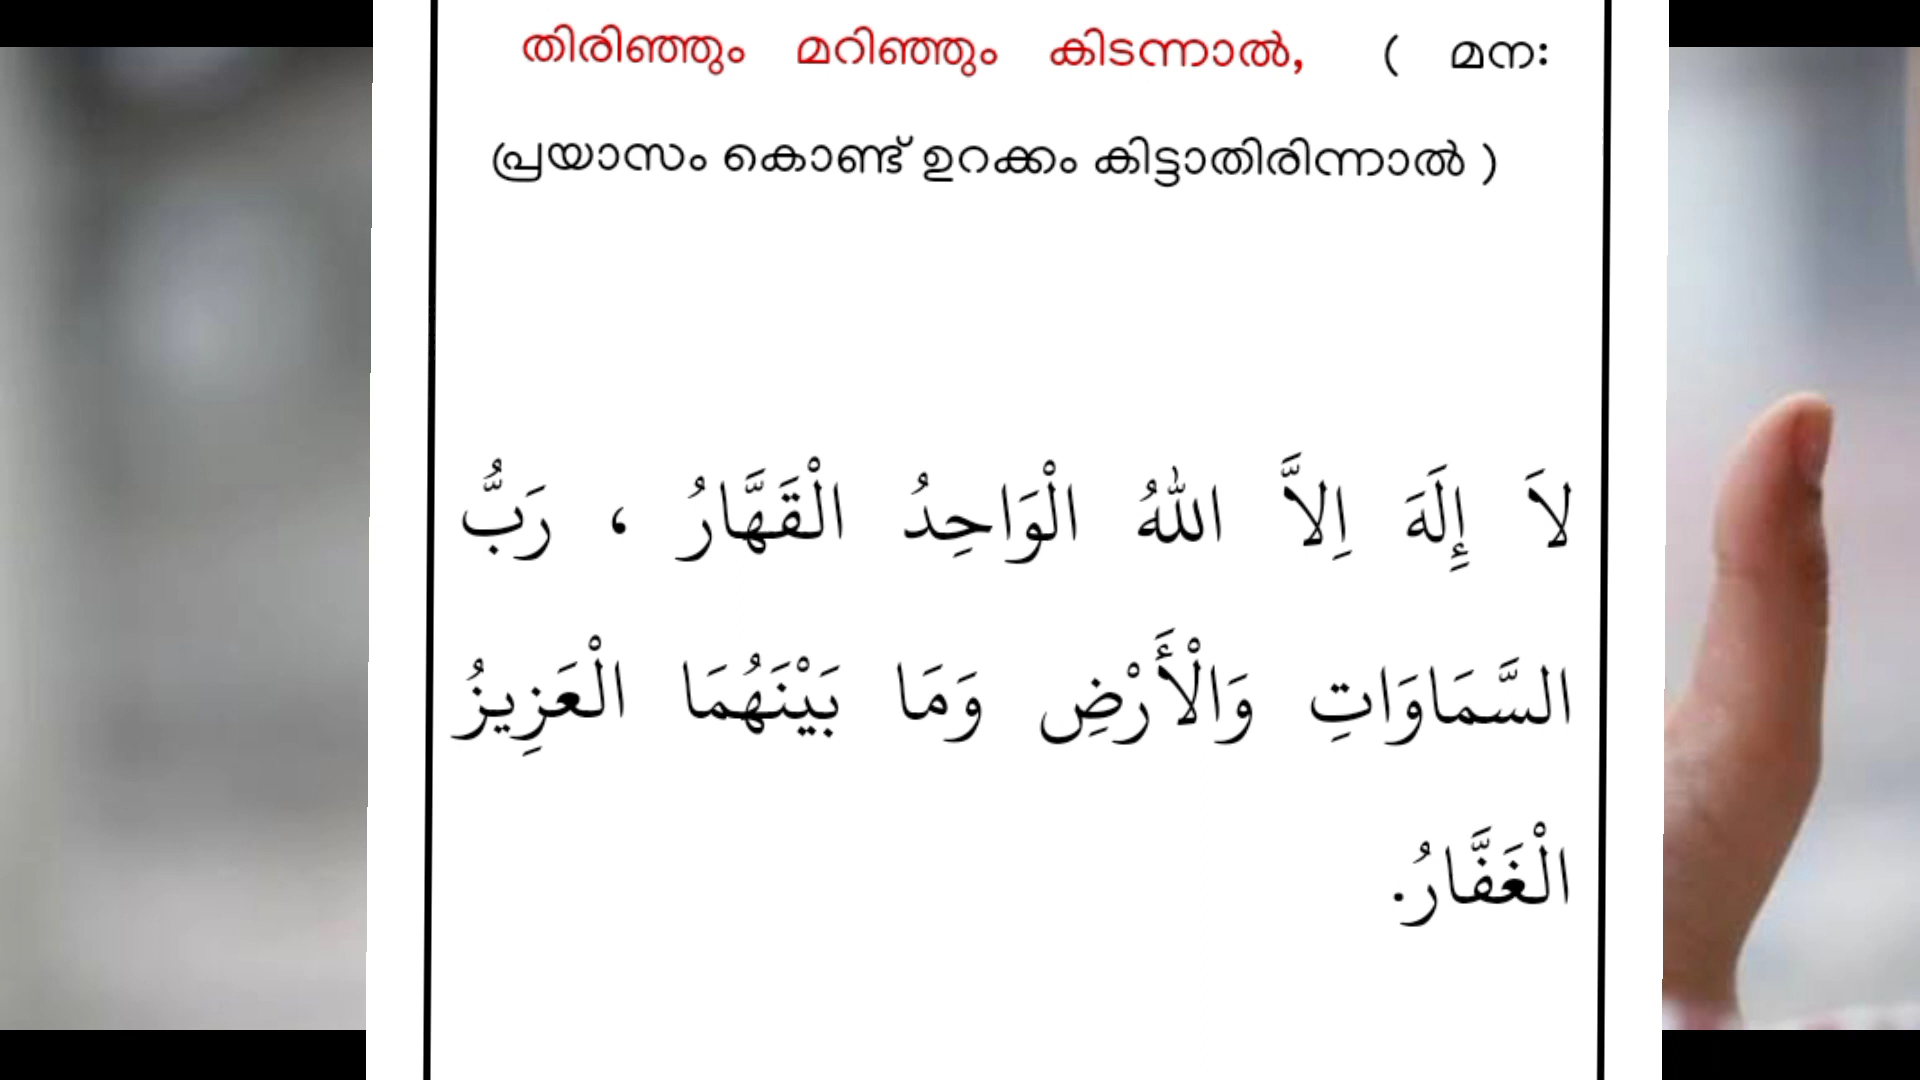 തിരിഞ്ഞും മറിഞ്ഞും കിടന്നാൽ, ( മന:
പ്രയാസം കൊണ്ട് ഉറക്കം കിട്ടാതിരിന്നാൽ )
لاَ إِلَهَ اِلاَّ اللهُ الْوَاحِدُ الْقَهَّارُ ، رَبُّ
السَّمَاوَاتِ وَالْأَرْضِ وَمَا بَيْنَهُمَا الْعَزِيزُ
الْغَفَّارُ.